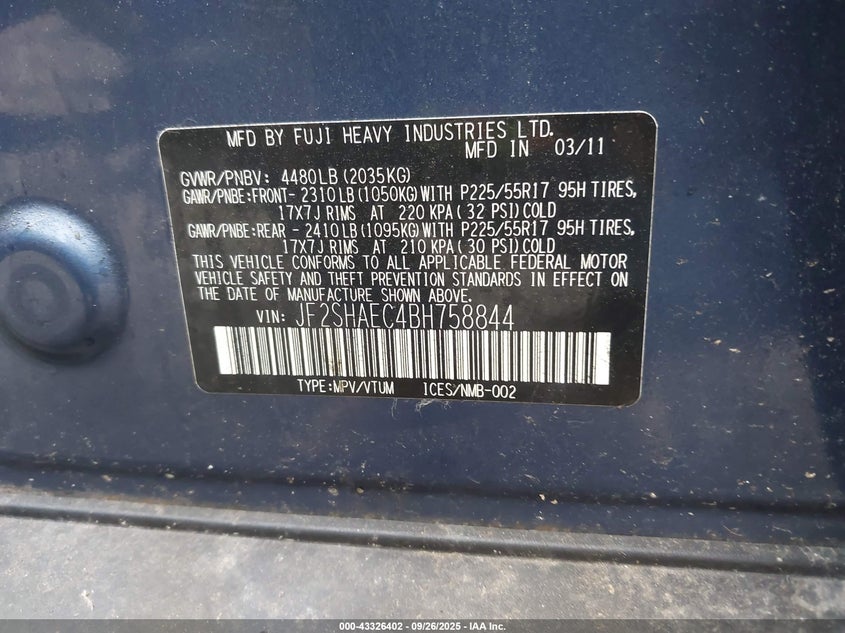 MFD BY FUJI HEAVY INDUSTRIES LTD.
MFD IN 03/11
GVWR/PNBV: 4480LB (2035KG)
GAWR/PNBE:FRONT- 2310LB (1050KG) WITH P225/55R17 95H TIRES,
17X7J RIMS AT 220 KPA ( 32 PSI) COLD
GAWR/PNBE:REAR - 2410LB (1095KG) WITH P225/55R17 95H TIRES,
17X7J RIMS AT 210 KPA ( 30 PSI) COLD
THIS VEHICLE CONFORMS TO ALL APPLICABLE FEDERAL MOTOR
VEHICLE SAFETY AND THEFT PREVENTION STANDARDS IN EFFECT ON
THE DATE OF MANUFACTURE SHOWN ABOVE.
VIN: JF2SHAEC4BH758844
TYPE:MPV/VTUM ICES/NMB-002
000-43326402 - 09/26/2025 - IAA Inc.